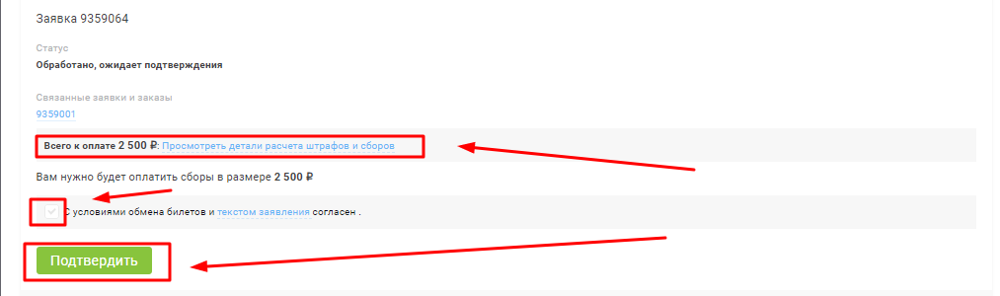 Заявка 9359064
Статус
Обработано, ожидает подтверждения
Связанные заявки и заказы
9359001
Всего к оплате 2 500 ₽: Просмотреть детали расчета штрафов и сборов
Вам нужно будет оплатить сборы в размере 2 500 ₽
С условиями обмена билетов и текстом заявления согласен .
Подтвердить